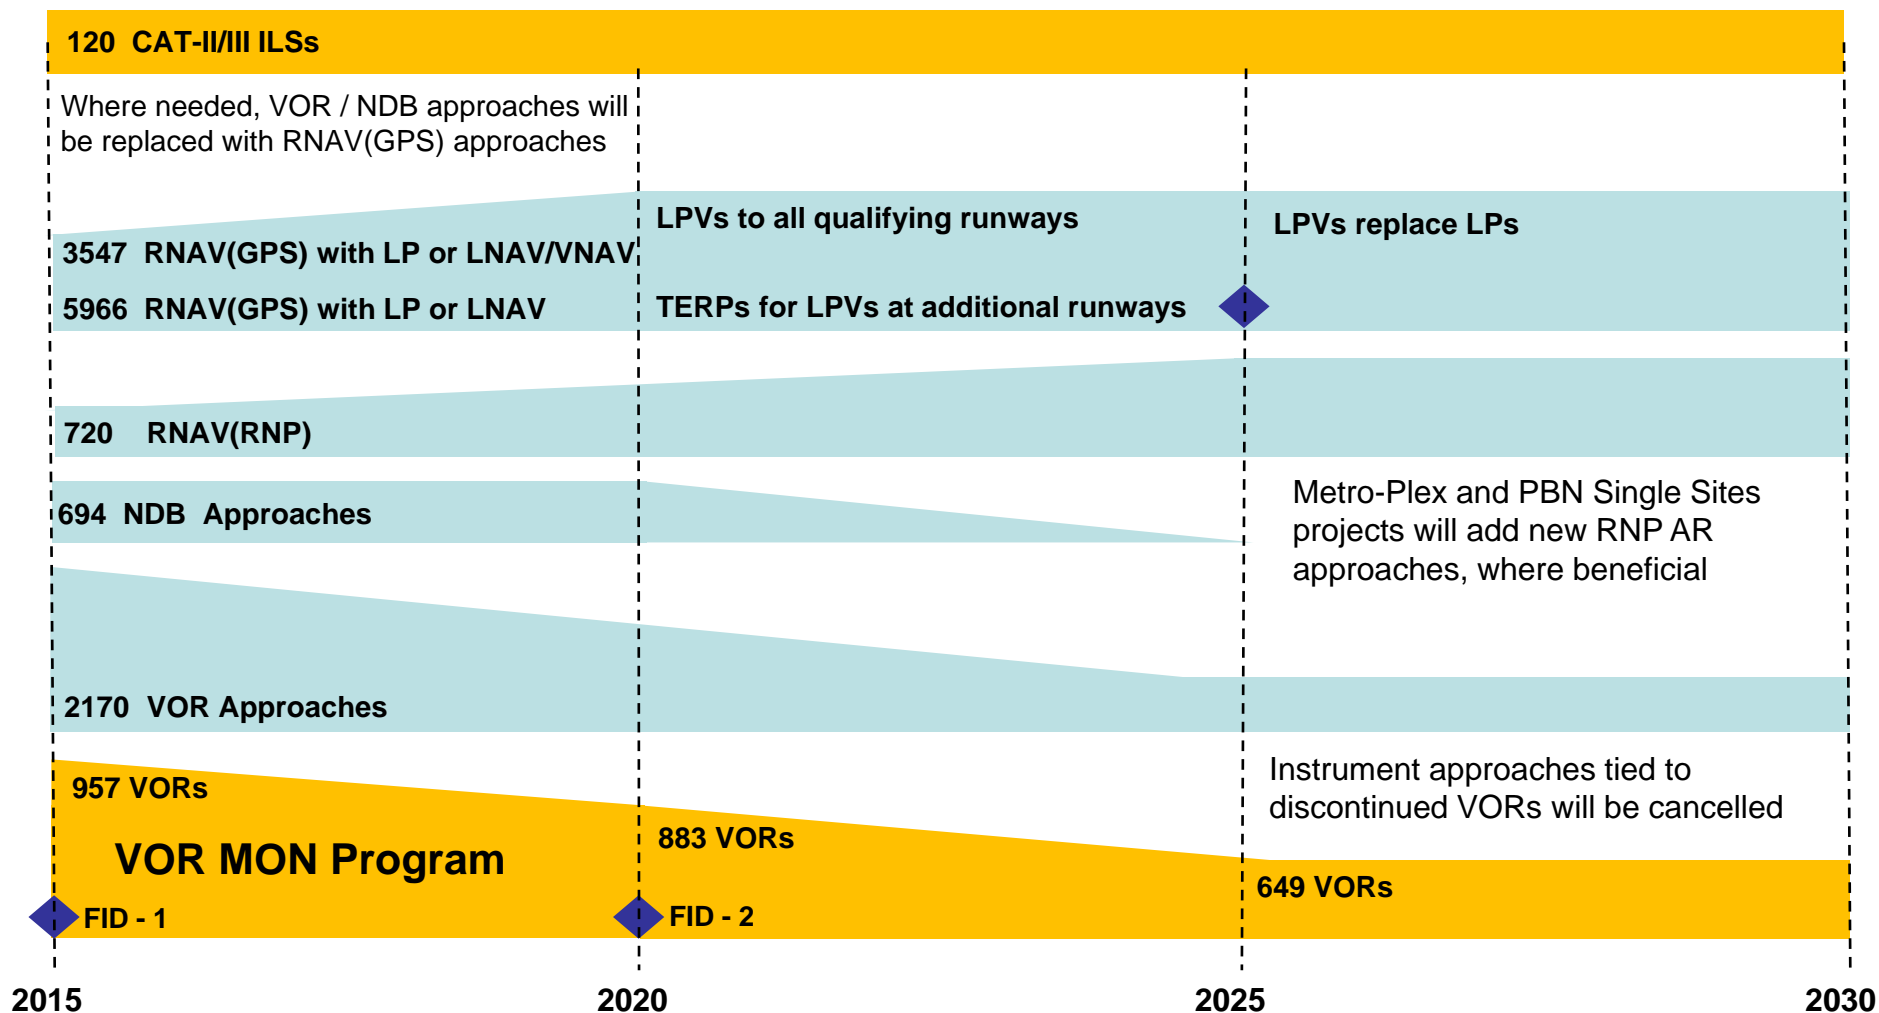 120 CAT-II/III ILSs
Where needed, VOR / NDB approaches will
be replaced with RNAV(GPS) approaches
LPVs to all qualifying runways
LPVs replace LPs
3547 RNAV(GPS) with LP or LNAV/VNAV
5966 RNAV(GPS) with LP or LNAV
TERPs for LPVs at additional runways
720 RNAV(RNP)
694 NDB Approaches
Metro-Plex and PBN Single Sites
projects will add new RNP AR
approaches, where beneficial
2170 VOR Approaches
Instrument approaches tied to
discontinued VORs will be cancelled
957 VORs
883 VORs
VOR MON Program
649 VORs
FID - 1
FID - 2
2015
2020
2025
2030